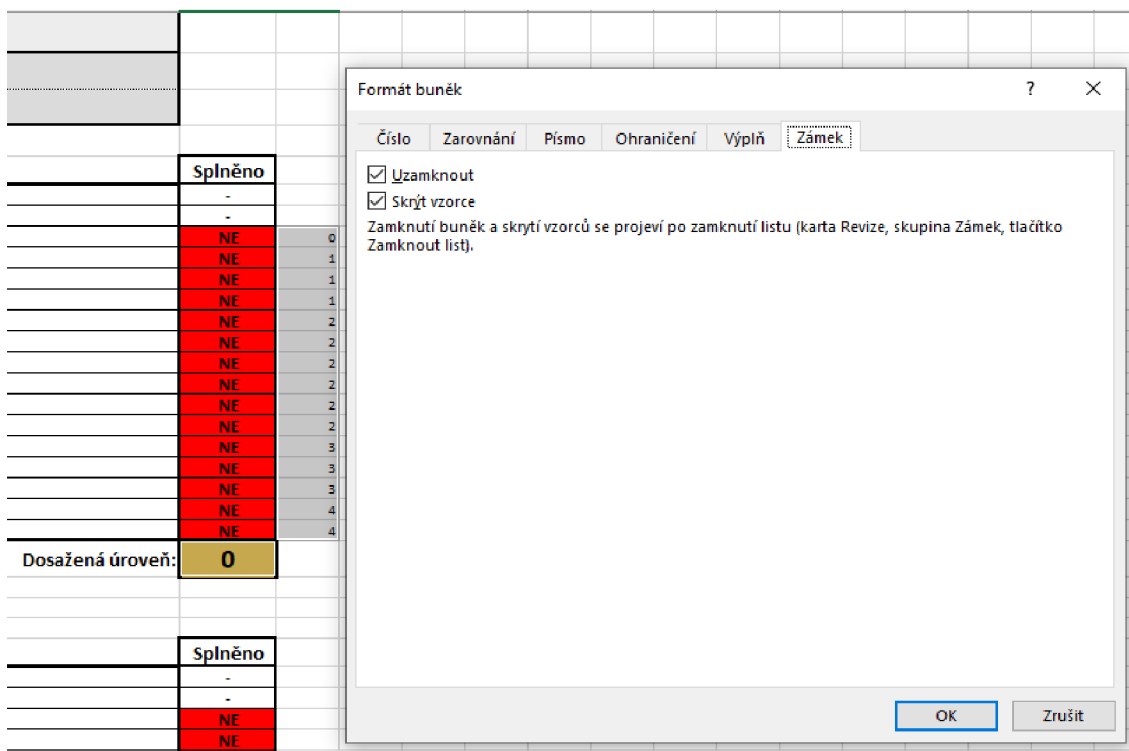 Formát buněk
?
Číslo Zarovnání Písmo Ohraničení Výplň Zámek
Uzamknout
Skrýt vzorce
Zamknutí buněk a skrytí vzorců se projeví po zamknutí listu (karta Revize, skupina Zámek, tlačítko
Zamknout list).
OK Zrušit
Splněno
-
-
NE 0
NE 1
NE 1
NE 1
NE 2
NE 2
NE 2
NE 2
NE 2
NE 2
NE 3
NE 3
NE 3
NE 4
NE 4
Dosažená úroveň: 0
Splněno
-
-
NE
NE